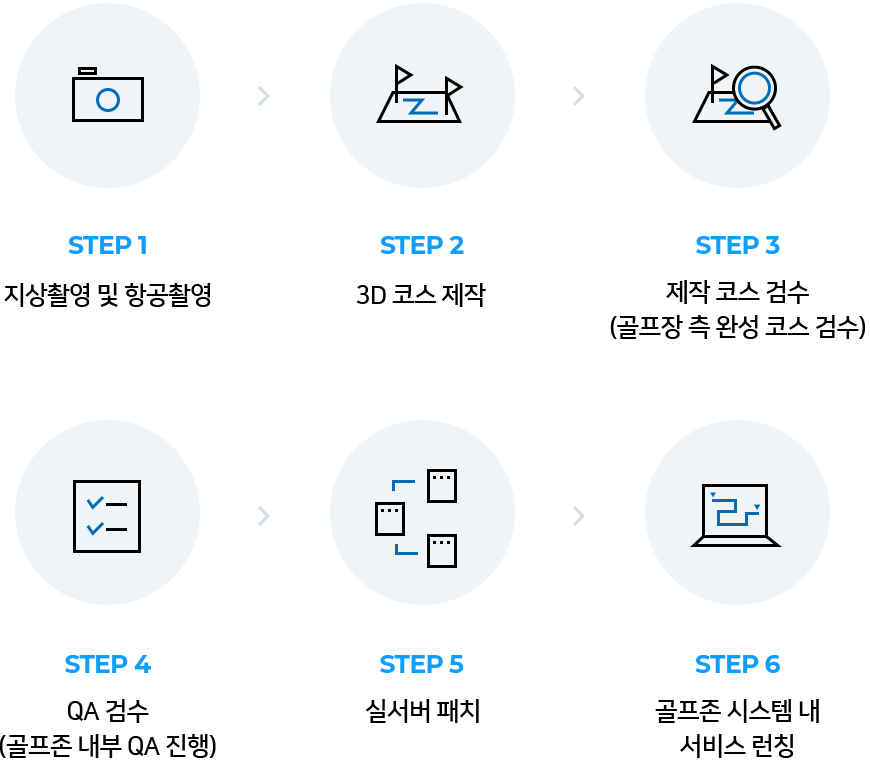 STEP 1
지상촬영 및 항공촬영
STEP 2
3D 코스 제작
STEP 3
제작 코스 검수
(골프장 측 완성 코스 검수)
STEP 4
QA 검수
(골프존 내부 QA 진행)
STEP 5
실서버 패치
STEP 6
골프존 시스템 내
서비스 런칭